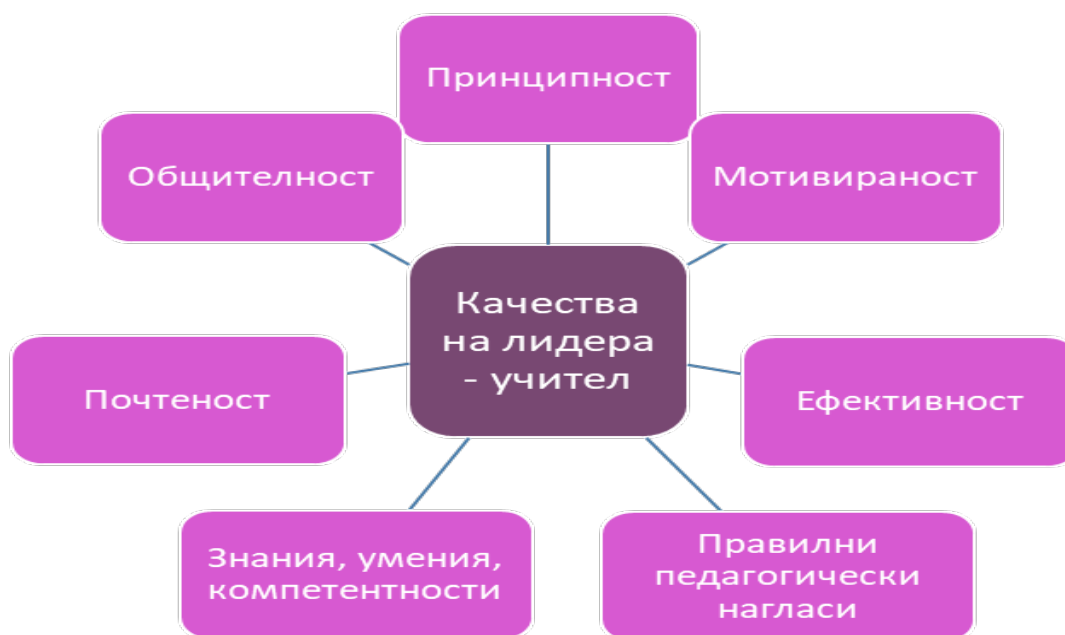 Принципност
Общителност
Мотивираност
Качества
на лидера
- учител
Почтеност
Ефективност
Знания, умения,
компетентности
Правилни
педагогически
нагласи